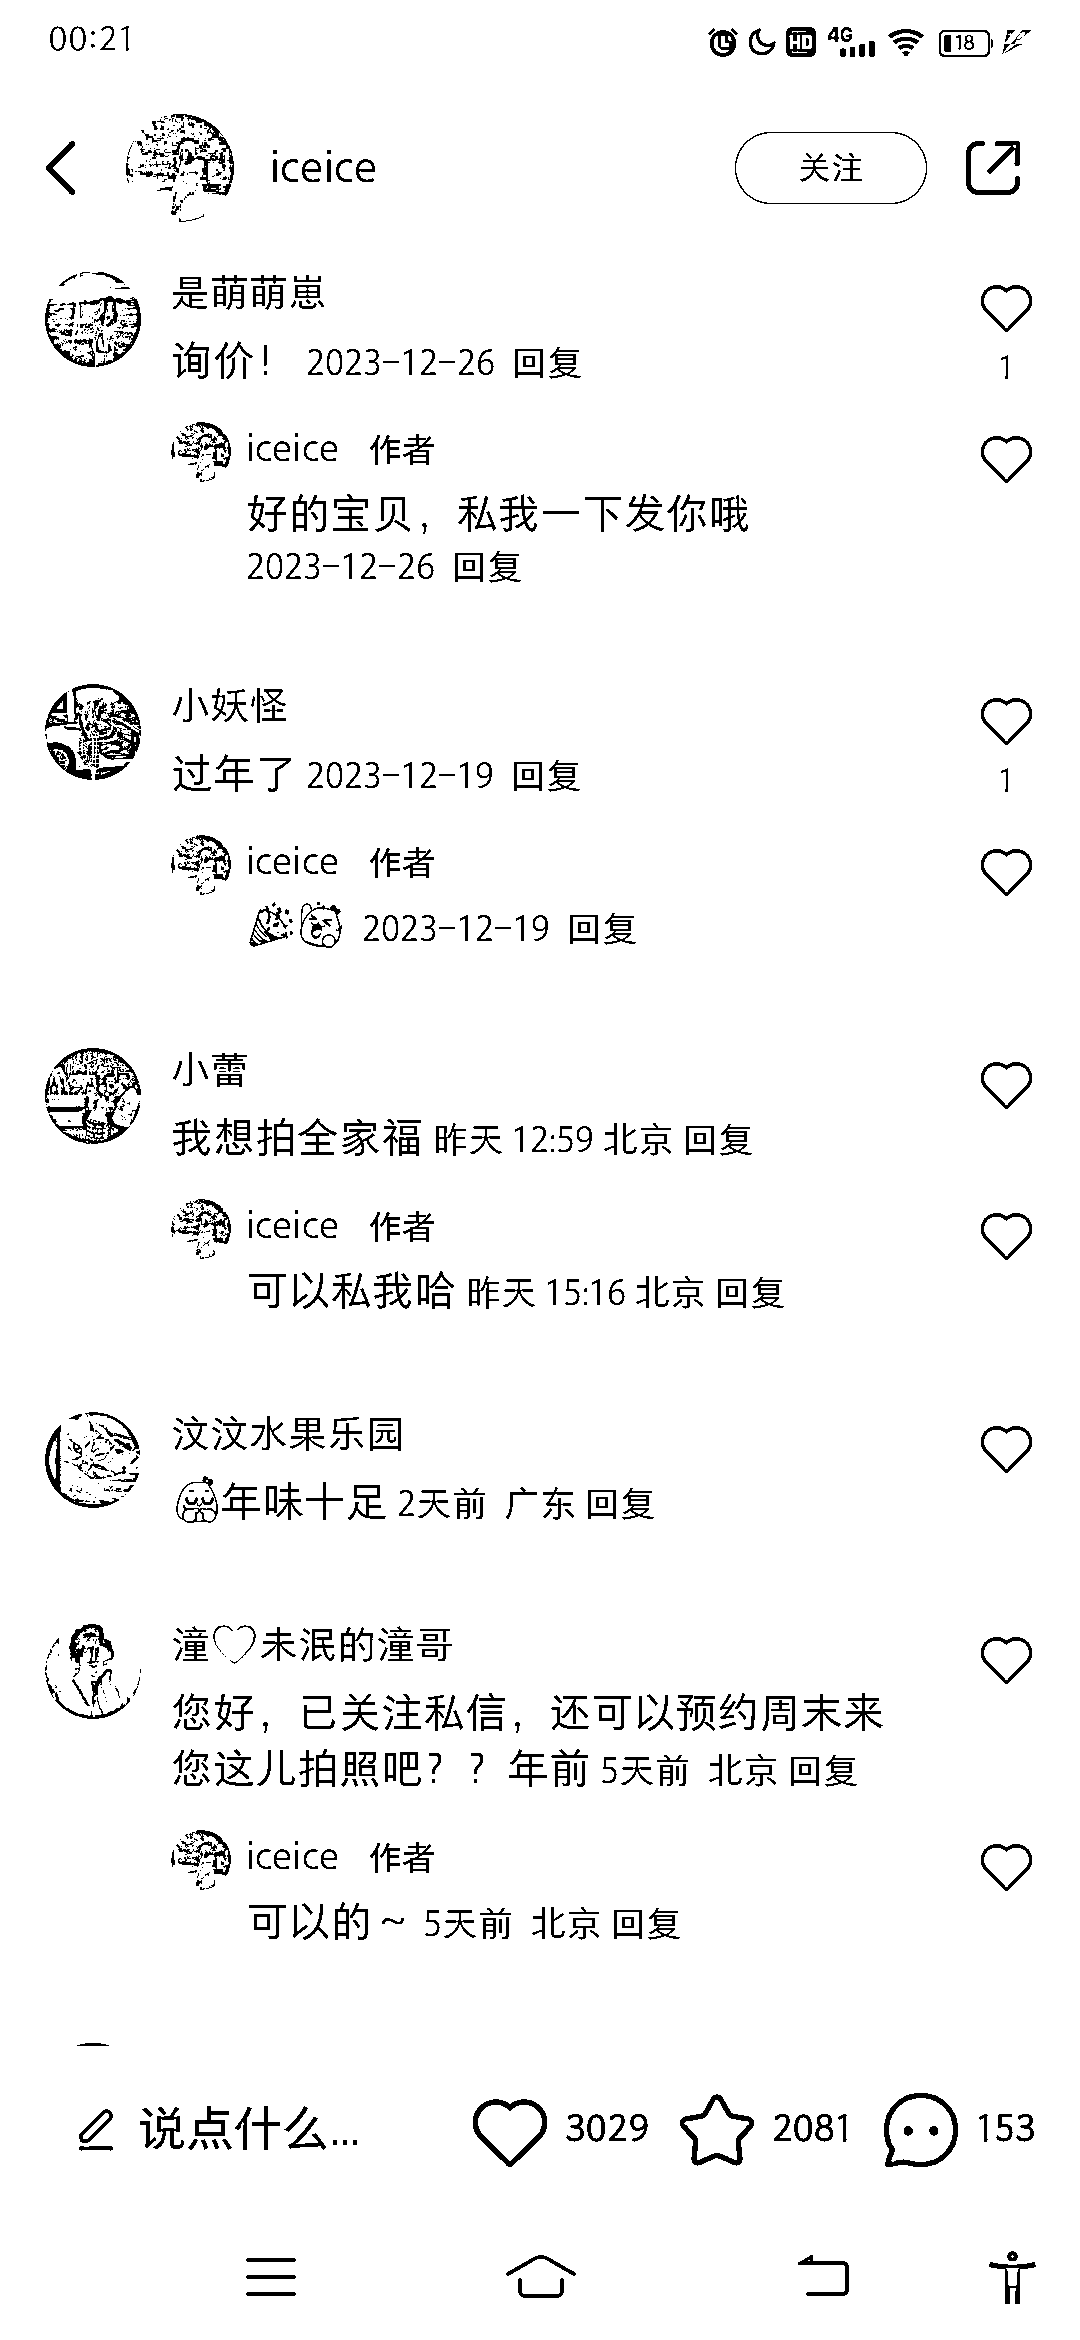 00:21 HD 4G 18
iceice 关注
是萌萌崽
询价！ 2023-12-26 回复
1
iceice 作者
好的宝贝，私我一下发你哦
2023-12-26 回复
小妖怪
过年了 2023-12-19 回复
1
iceice 作者
2023-12-19 回复
小蕾
我想拍全家福 昨天 12:59 北京 回复
iceice 作者
可以私我哈 昨天 15:16 北京 回复
汶汶水果乐园
年味十足 2天前 广东 回复
潼♡未泯的潼哥
您好，已关注私信，还可以预约周末来
您这儿拍照吧？？年前 5天前 北京 回复
iceice 作者
可以的～ 5天前 北京 回复
说点什么... 3029 2081 153